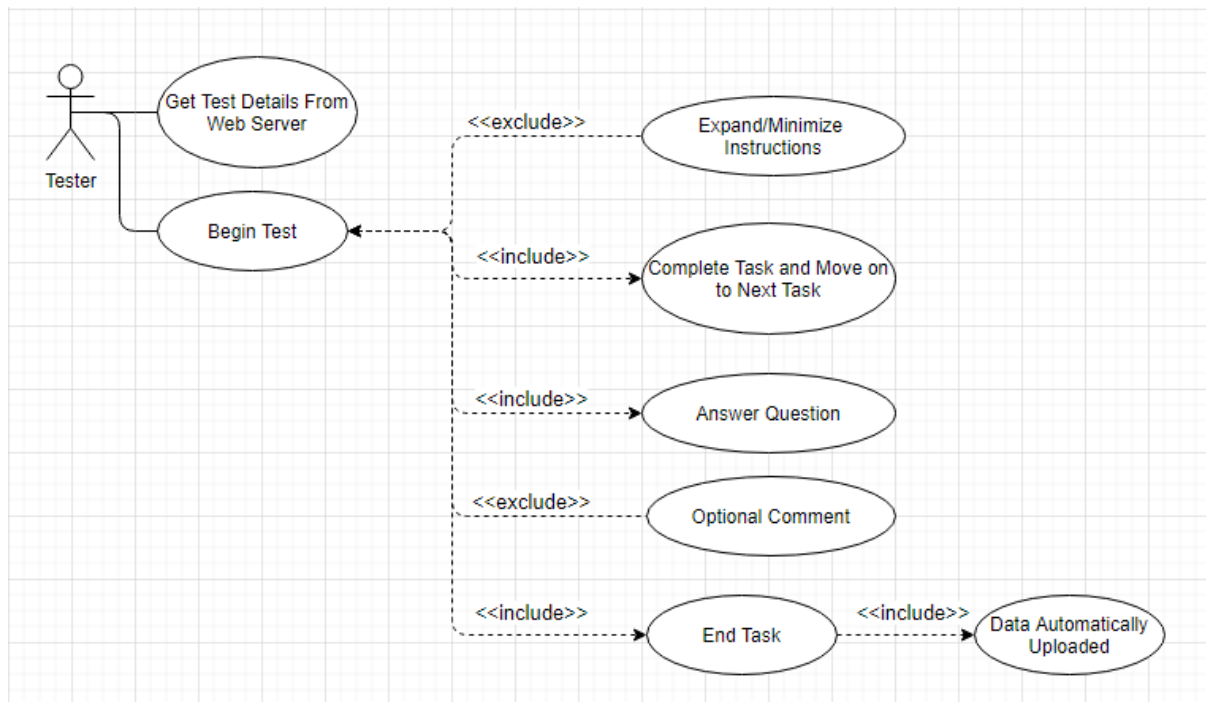 Get Test Details From
Web Server
Tester
Begin Test
<<exclude>>
Expand/Minimize
Instructions
<<include>>
Complete Task and Move on
to Next Task
<<include>>
Answer Question
<<exclude>>
Optional Comment
<<include>>
End Task
<<include>>
Data Automatically
Uploaded